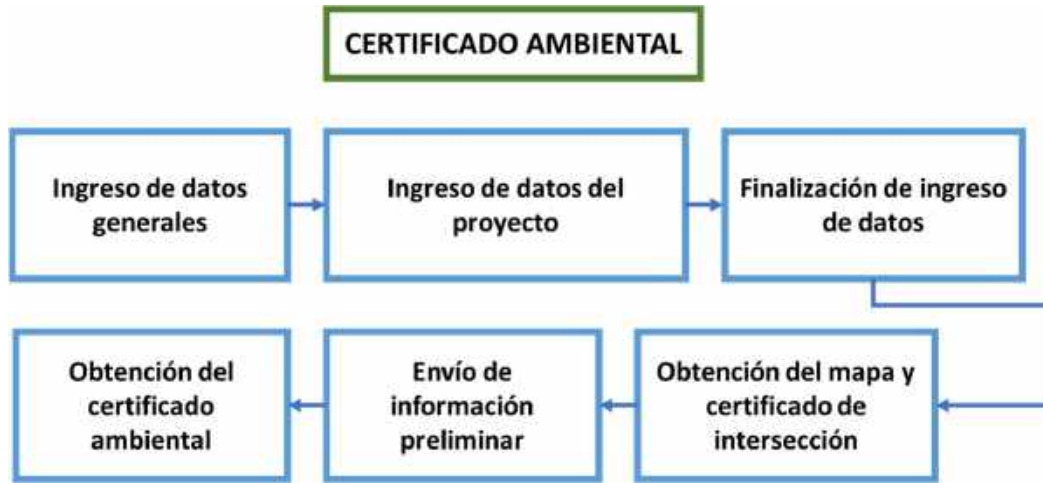 CERTIFICADO AMBIENTAL
Ingreso de datos
generales
Ingreso de datos del
proyecto
Finalización de ingreso
de datos
Obtención del mapa y
certificado de
intersección
Envío de
información
preliminar
Obtención del
certificado
ambiental